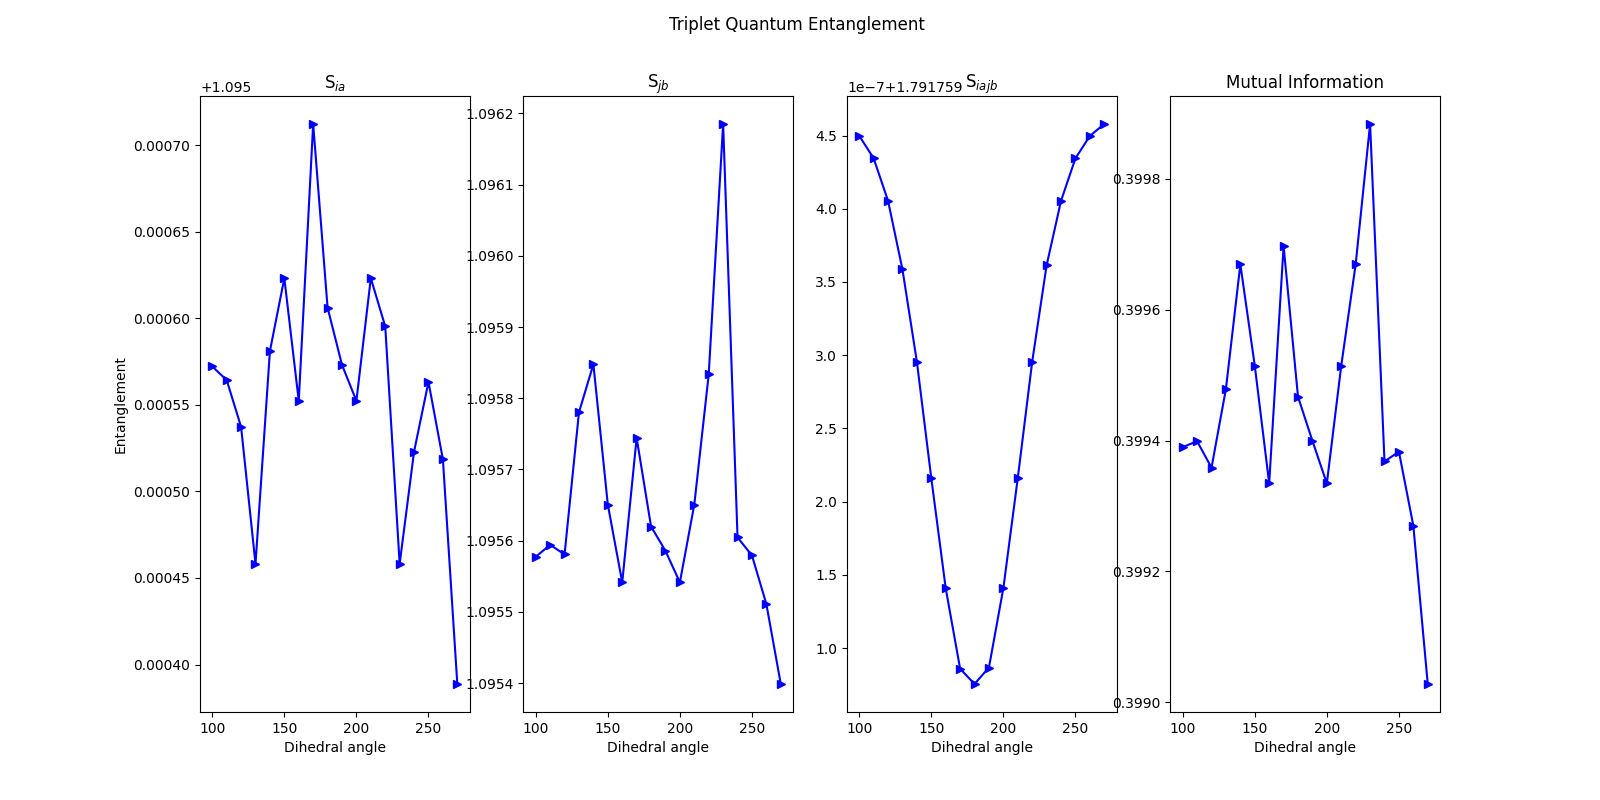 Triplet Quantum Entanglement
+1.095 S_ia
S_jb
1e−7+1.791759 S_iajb
Mutual Information
Entanglement
0.00070
0.00065
0.00060
0.00055
0.00050
0.00045
0.00040
100 150 200 250
Dihedral angle
1.0962
1.0961
1.0960
1.0959
1.0958
1.0957
1.0956
1.0955
1.0954
100 150 200 250
Dihedral angle
4.5
4.0
3.5
3.0
2.5
2.0
1.5
1.0
100 150 200 250
Dihedral angle
0.3998
0.3996
0.3994
0.3992
0.3990
100 150 200 250
Dihedral angle